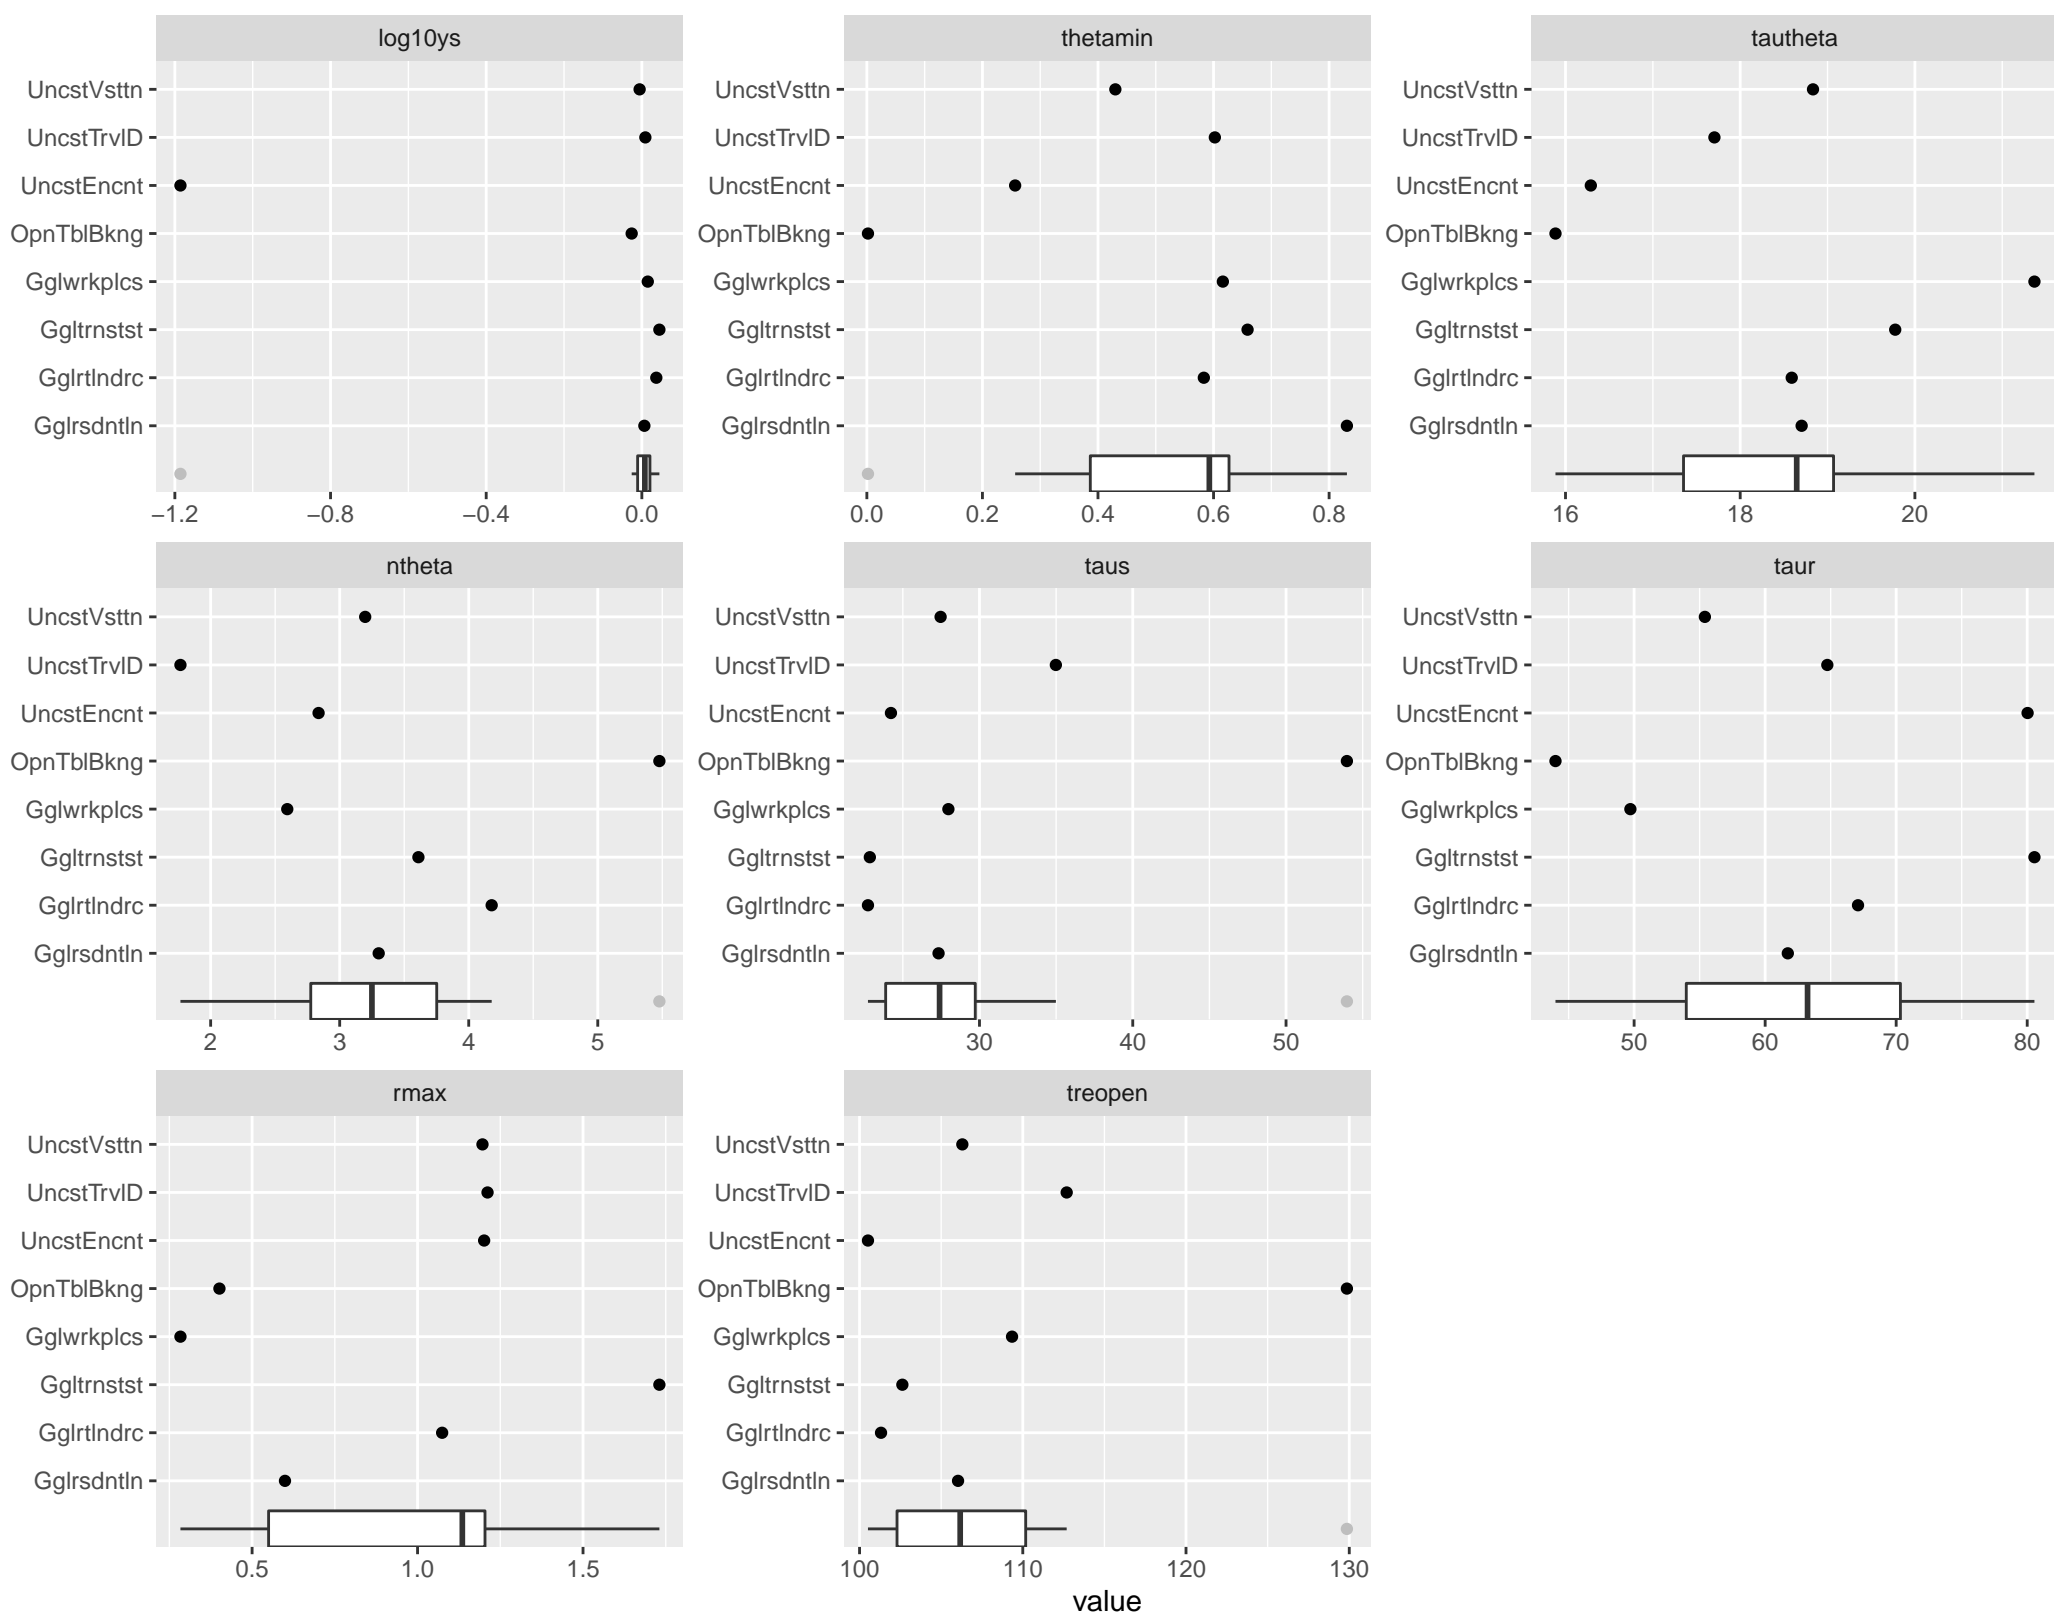 log10ys
UncstVsttn
UncstTrvlD
UncstEncnt
OpnTblBkng
Gglwrkplcs
Ggltrnstst
Gglrtlndrc
Gglrsdntln
−1.2 −0.8 −0.4 0.0
thetamin
UncstVsttn
UncstTrvlD
UncstEncnt
OpnTblBkng
Gglwrkplcs
Ggltrnstst
Gglrtlndrc
Gglrsdntln
0.0 0.2 0.4 0.6 0.8
tautheta
UncstVsttn
UncstTrvlD
UncstEncnt
OpnTblBkng
Gglwrkplcs
Ggltrnstst
Gglrtlndrc
Gglrsdntln
16 18 20
ntheta
UncstVsttn
UncstTrvlD
UncstEncnt
OpnTblBkng
Gglwrkplcs
Ggltrnstst
Gglrtlndrc
Gglrsdntln
2 3 4 5
taus
UncstVsttn
UncstTrvlD
UncstEncnt
OpnTblBkng
Gglwrkplcs
Ggltrnstst
Gglrtlndrc
Gglrsdntln
30 40 50
taur
UncstVsttn
UncstTrvlD
UncstEncnt
OpnTblBkng
Gglwrkplcs
Ggltrnstst
Gglrtlndrc
Gglrsdntln
50 60 70 80
rmax
UncstVsttn
UncstTrvlD
UncstEncnt
OpnTblBkng
Gglwrkplcs
Ggltrnstst
Gglrtlndrc
Gglrsdntln
0.5 1.0 1.5
treopen
UncstVsttn
UncstTrvlD
UncstEncnt
OpnTblBkng
Gglwrkplcs
Ggltrnstst
Gglrtlndrc
Gglrsdntln
100 110 120 130
value